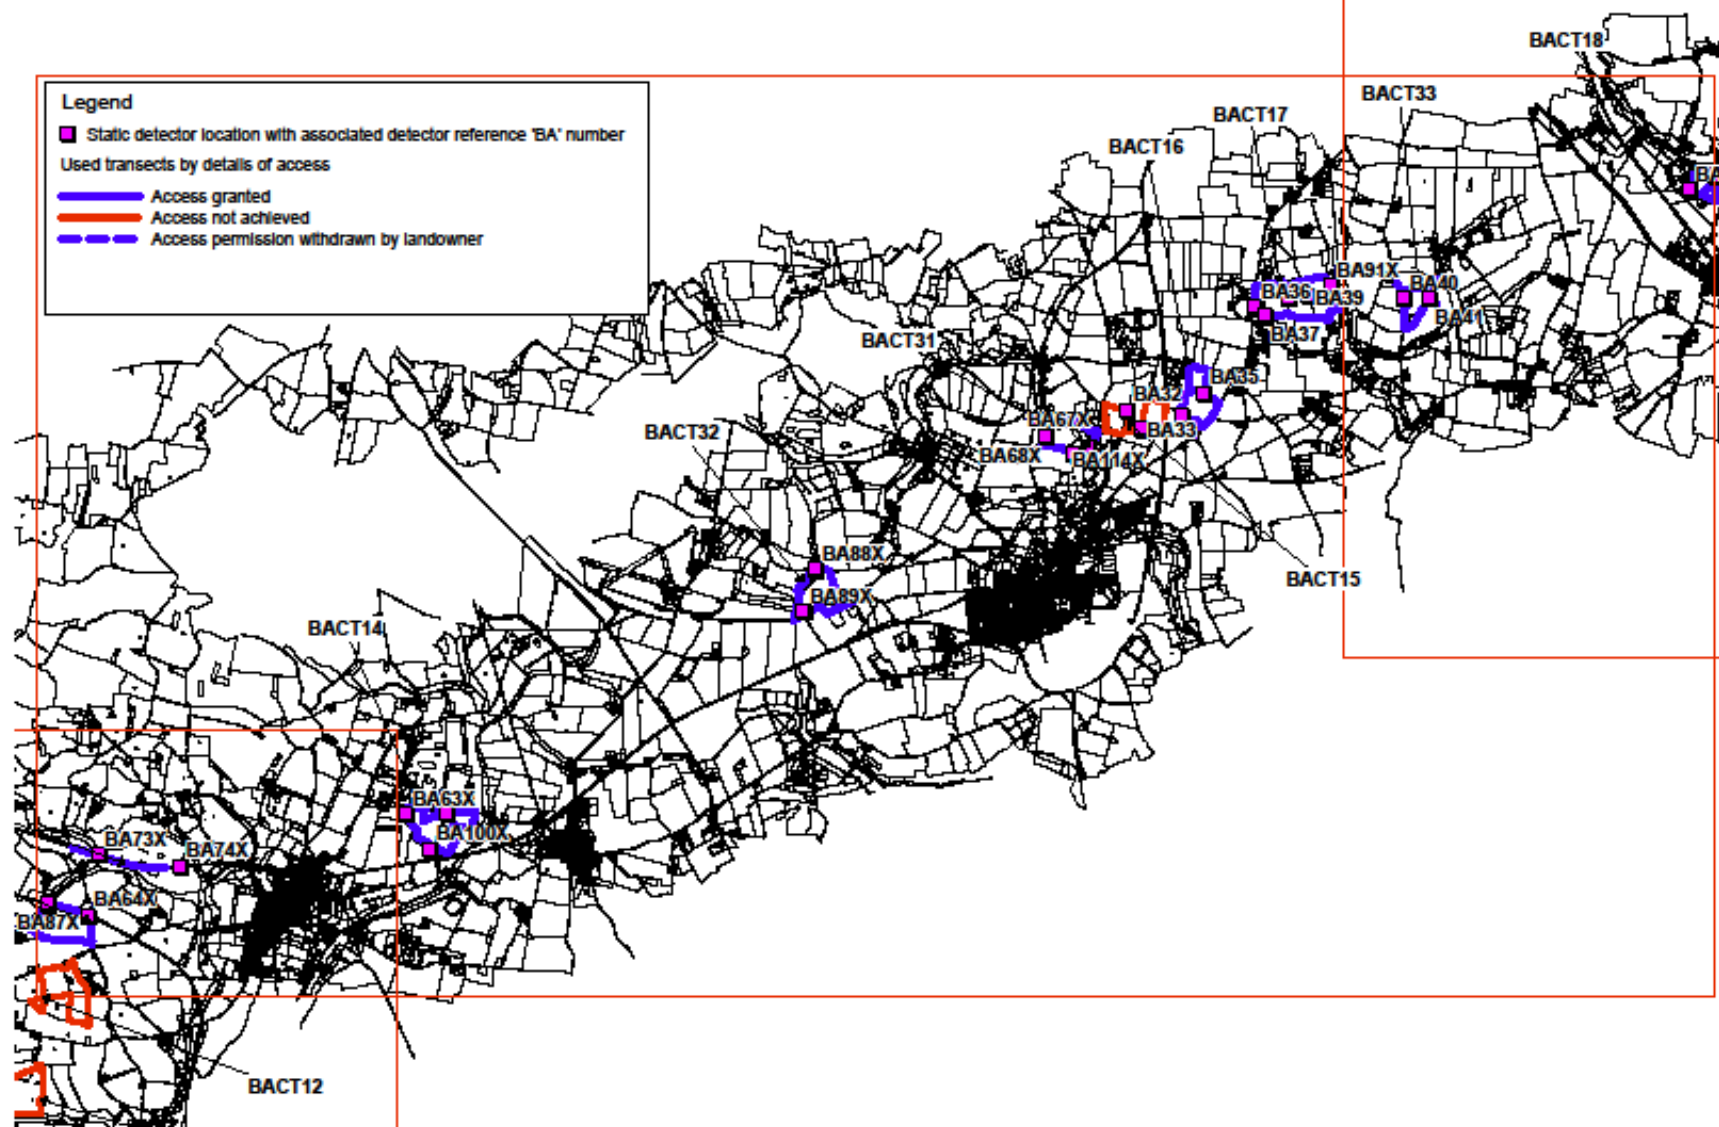 BACT18
Legend
Static detector location with associated detector reference 'BA' number
Used transects by details of access
Access granted
Access not achieved
Access permission withdrawn by landowner
BACT33
BACT17
BACT16
BA
BA91X
BA36
BA39
BA40
BA41
BA37
BACT31
BA35
BA32
BA67X
BA33
BACT32
BA68X
BA114X
BA88X
BACT15
BA89X
BACT14
BA63X
BA100X
BA73X
BA74X
BA64X
BA87X
BACT12